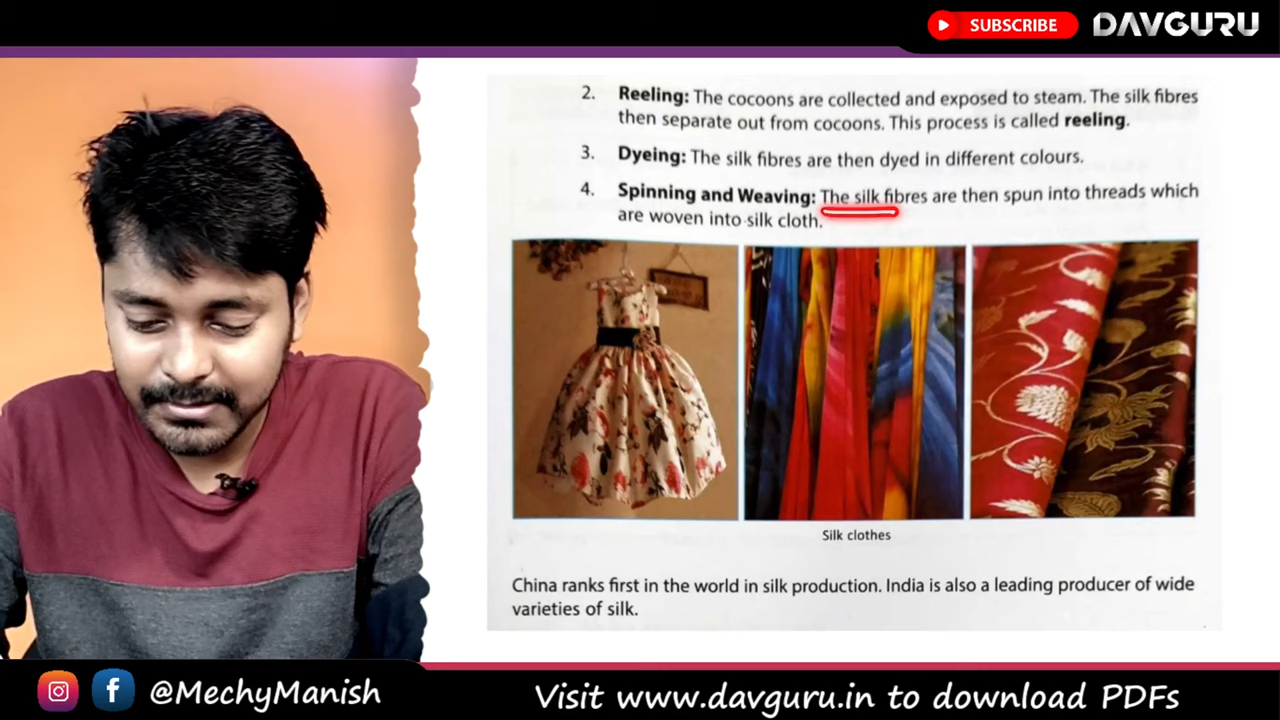 SUBSCRIBE DAVGURU
2. Reeling: The cocoons are collected and exposed to steam. The silk fibres
then separate out from cocoons. This process is called reeling.
3. Dyeing: The silk fibres are then dyed in different colours.
4. Spinning and Weaving: The silk fibres are then spun into threads which
are woven into silk cloth.
Silk clothes
China ranks first in the world in silk production. India is also a leading producer of wide
varieties of silk.
@MechyManish Visit www.davguru.in to download PDFs